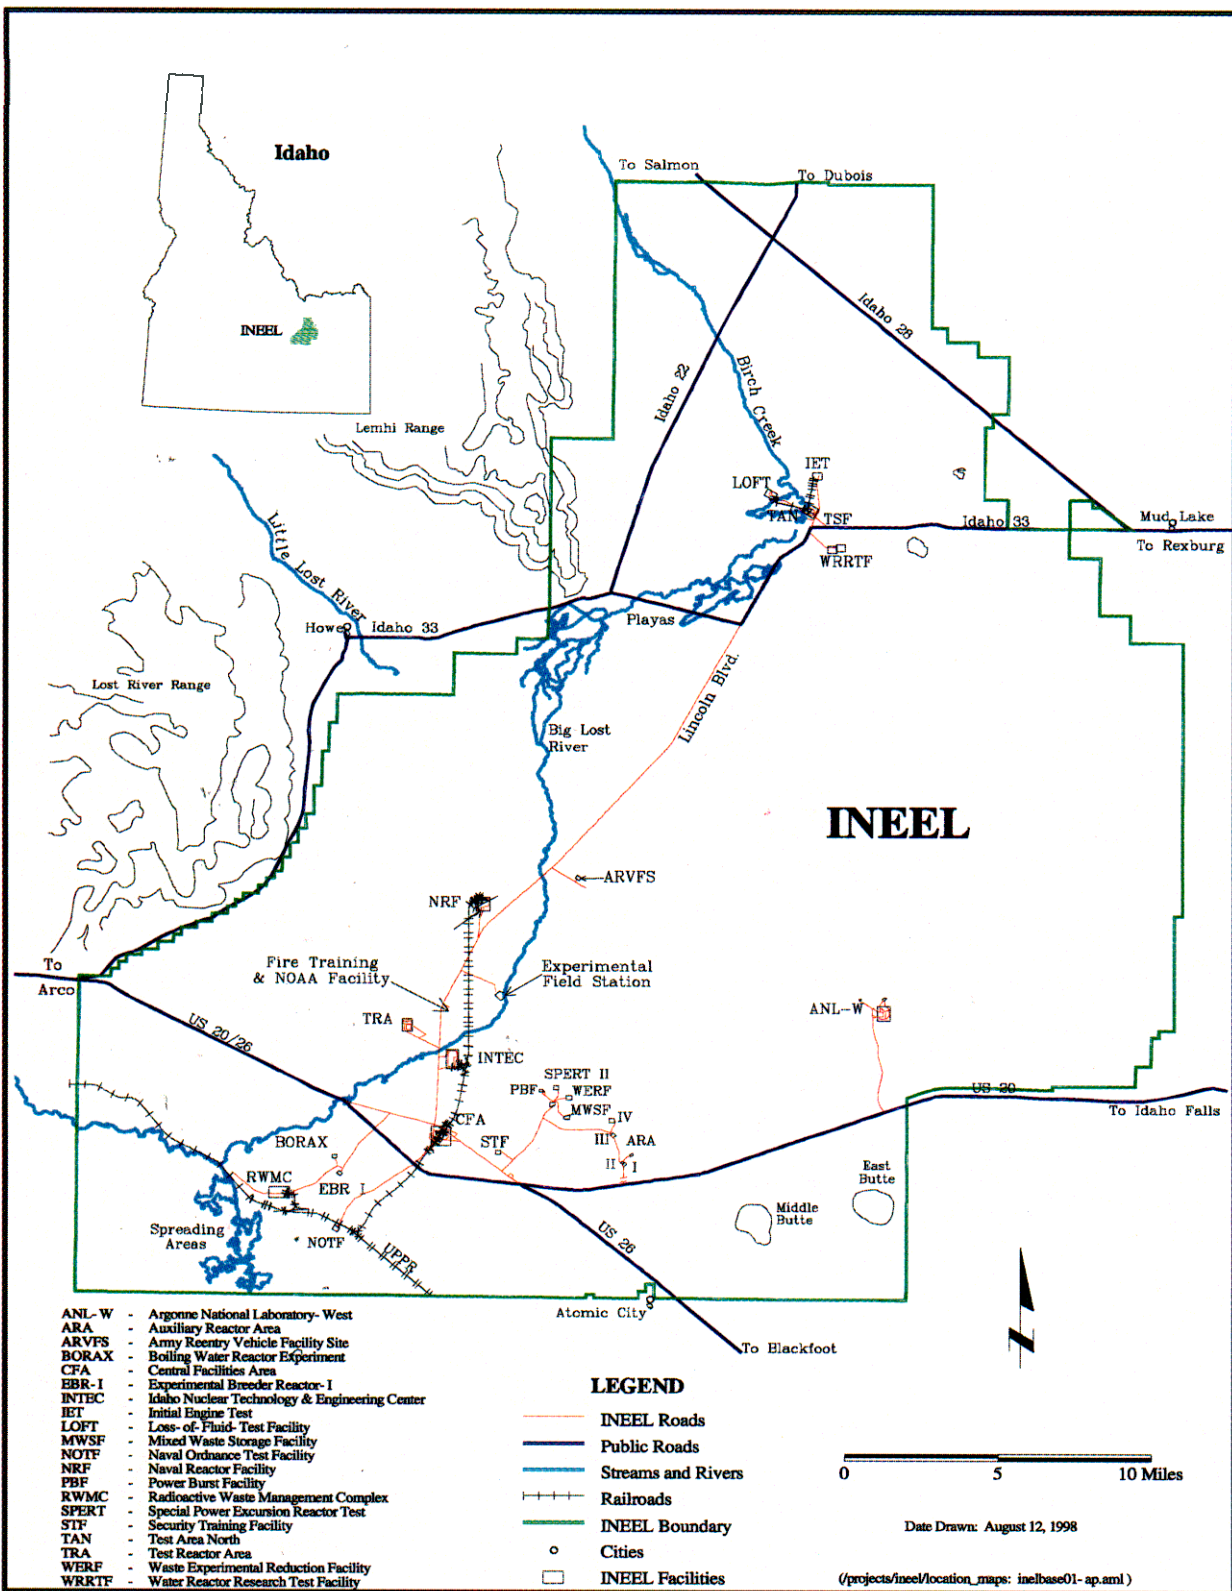 Idaho
INEEL
To Salmon
To Dubois
Idaho 28
Idaho 22
Birch Creek
Lemhi Range
IET
LOFT
TAN
TSF
Idaho 33
Mud Lake
To Rexburg
WRRTF
Little Lost River
Howe
Idaho 33
Playas
Lost River Range
Lincoln Blvd.
Big Lost
River
INEEL
ARVFS
NRF
To
Arco
Fire Training
& NOAA Facility
Experimental
Field Station
ANL-W
TRA
US 20/26
INTEC
SPERT II
PBF
WERF
MWSF
IV
US 20
To Idaho Falls
CFA
STF
III
ARA
II
I
BORAX
EBR I
RWMC
East
Butte
Middle
Butte
Spreading
Areas
NOTF
UPPR
US 26
Atomic City
To Blackfoot
ANL-W - Argonne National Laboratory-West
ARA - Auxiliary Reactor Area
ARVFS - Army Reentry Vehicle Facility Site
BORAX - Boiling Water Reactor Experiment
CFA - Central Facilities Area
EBR-I - Experimental Breeder Reactor-I
INTEC - Idaho Nuclear Technology & Engineering Center
IET - Initial Engine Test
LOFT - Loss-of-Fluid-Test Facility
MWSF - Mixed Waste Storage Facility
NOTF - Naval Ordnance Test Facility
NRF - Naval Reactor Facility
PBF - Power Burst Facility
RWMC - Radioactive Waste Management Complex
SPERT - Special Power Excursion Reactor Test
STF - Security Training Facility
TAN - Test Area North
TRA - Test Reactor Area
WERF - Waste Experimental Reduction Facility
WRRTF - Water Reactor Research Test Facility
LEGEND
INEEL Roads
Public Roads
Streams and Rivers
Railroads
INEEL Boundary
Cities
INEEL Facilities
N
0 5 10 Miles
Date Drawn: August 12, 1998
(/projects/ineel/location_maps: inelbase01-ap.aml )